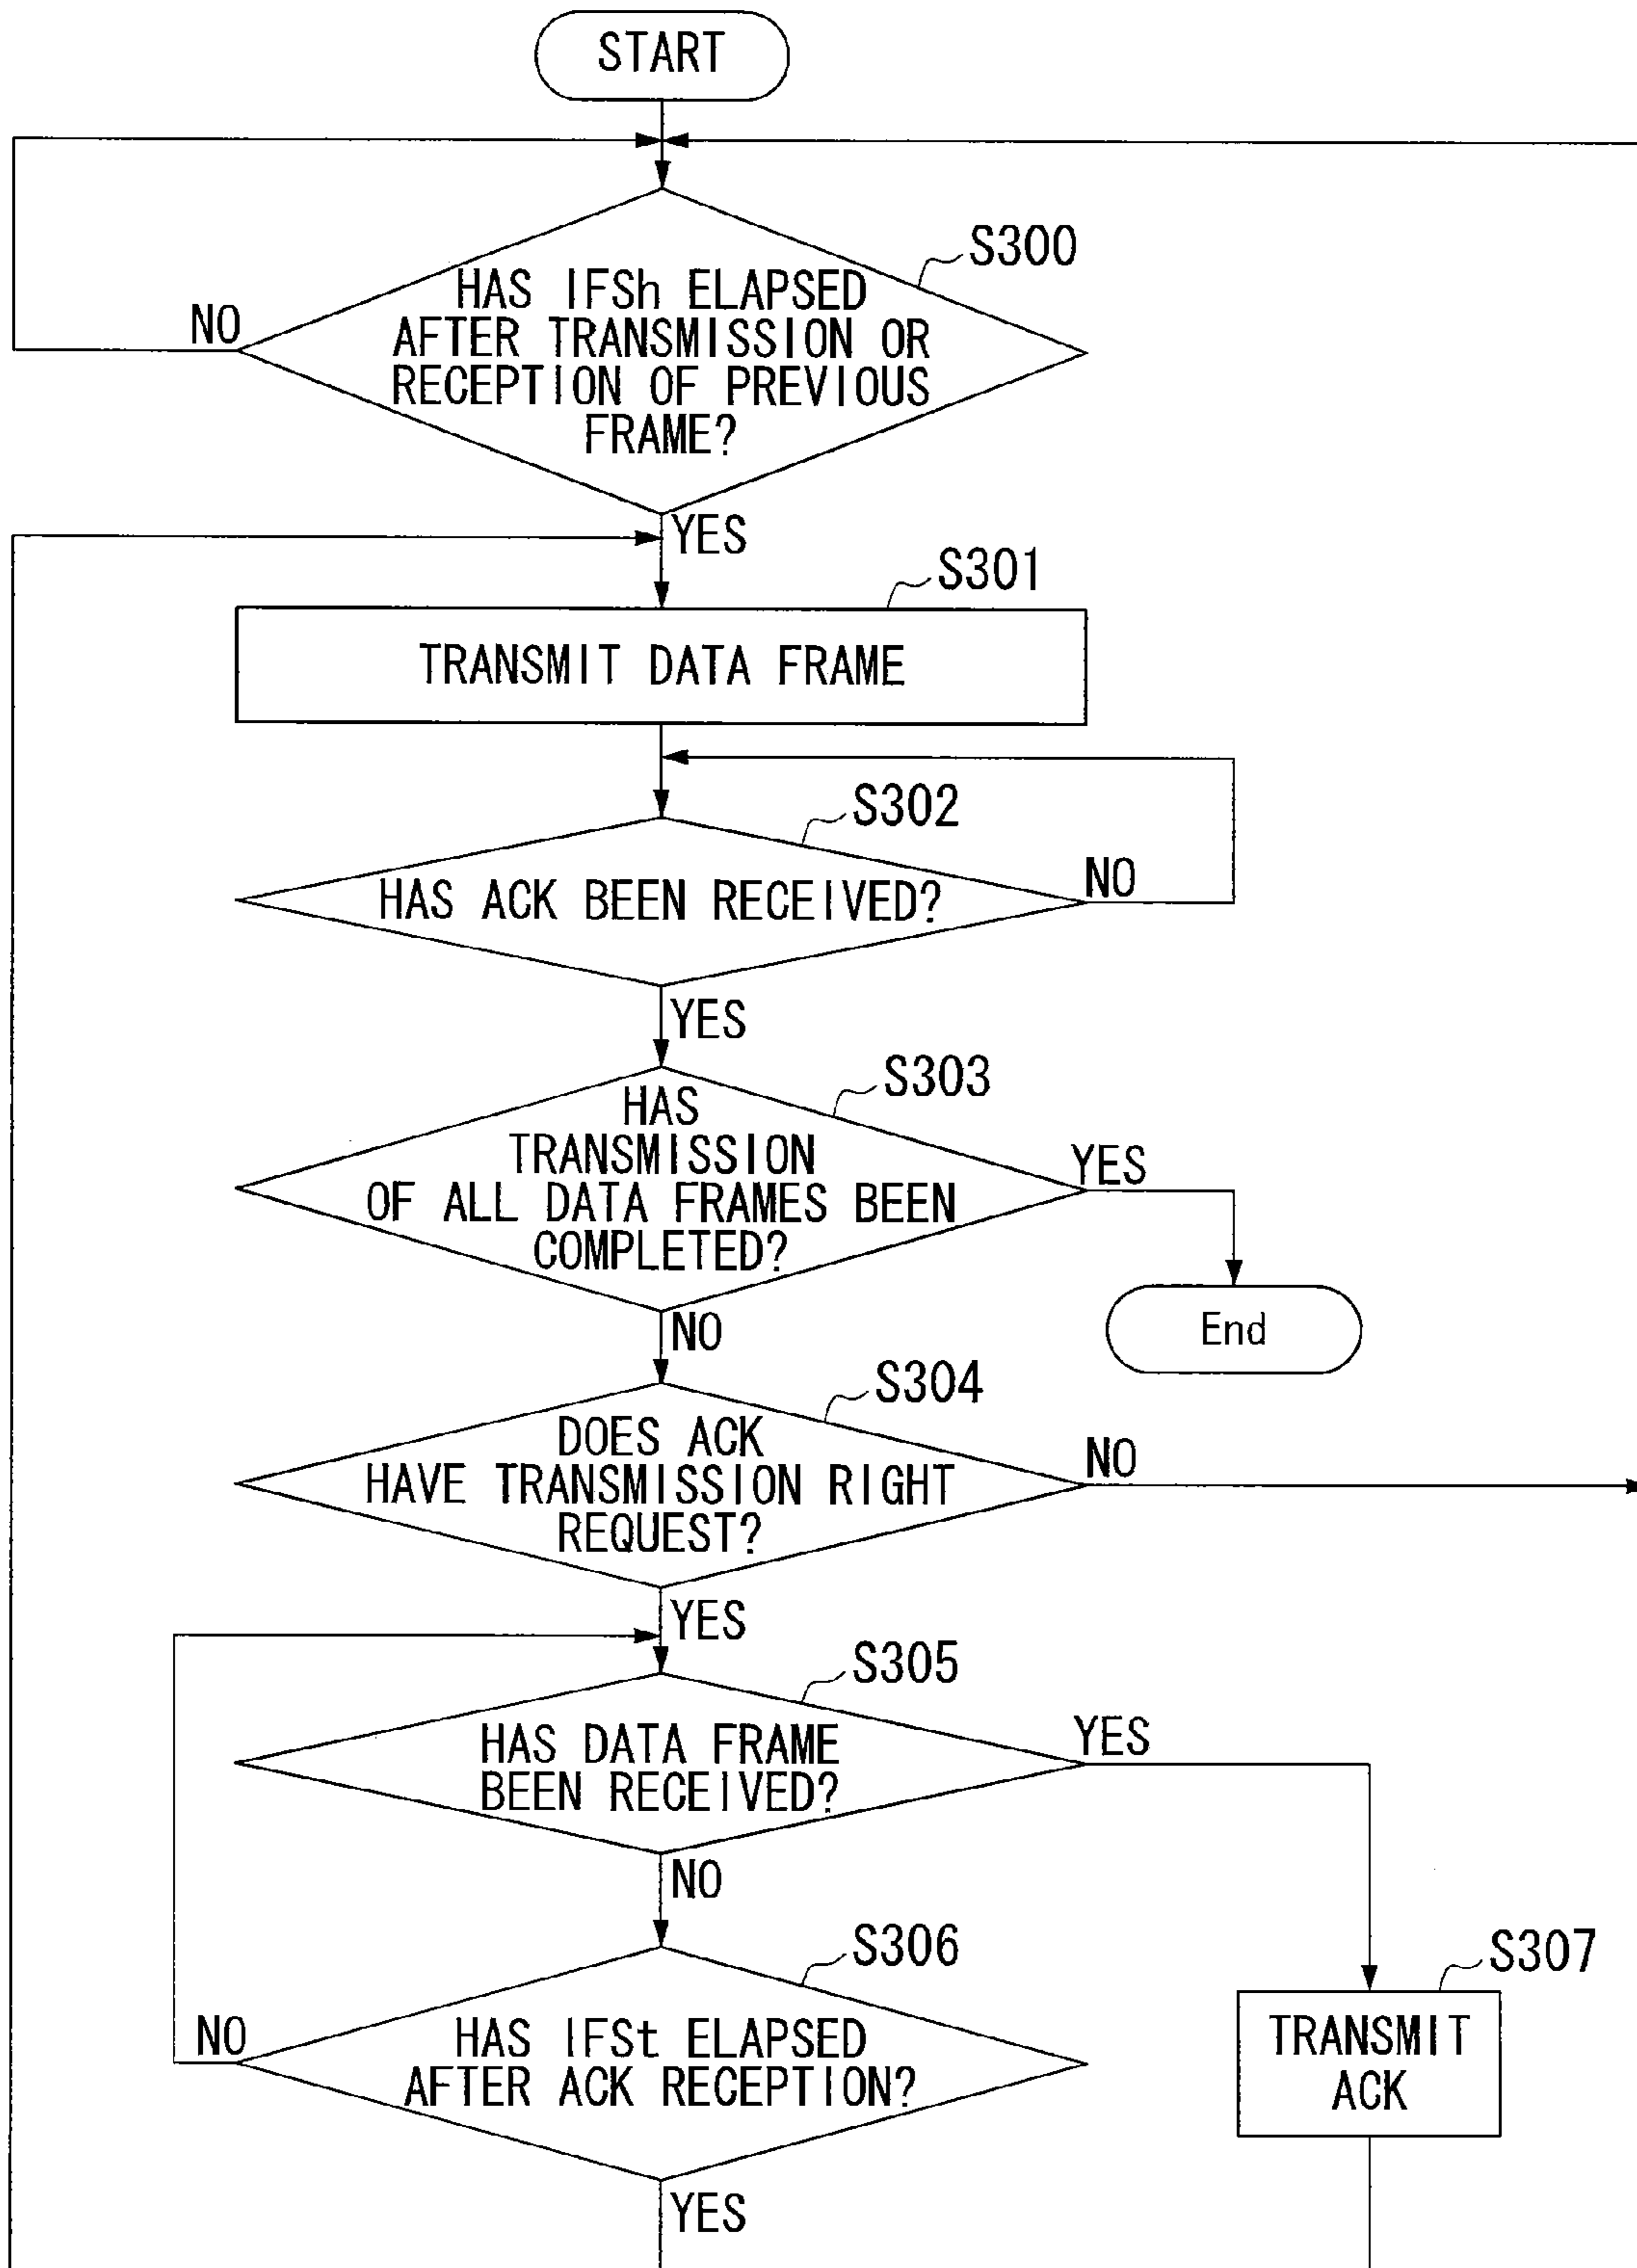 START
S300
HAS IFSh ELAPSED
AFTER TRANSMISSION OR
RECEPTION OF PREVIOUS
FRAME?
NO
YES
S301
TRANSMIT DATA FRAME
S302
HAS ACK BEEN RECEIVED?
NO
YES
S303
HAS
TRANSMISSION
OF ALL DATA FRAMES BEEN
COMPLETED?
YES
End
NO
S304
DOES ACK
HAVE TRANSMISSION RIGHT
REQUEST?
NO
YES
S305
HAS DATA FRAME
BEEN RECEIVED?
YES
NO
S306
HAS IFSt ELAPSED
AFTER ACK RECEPTION?
NO
YES
S307
TRANSMIT
ACK